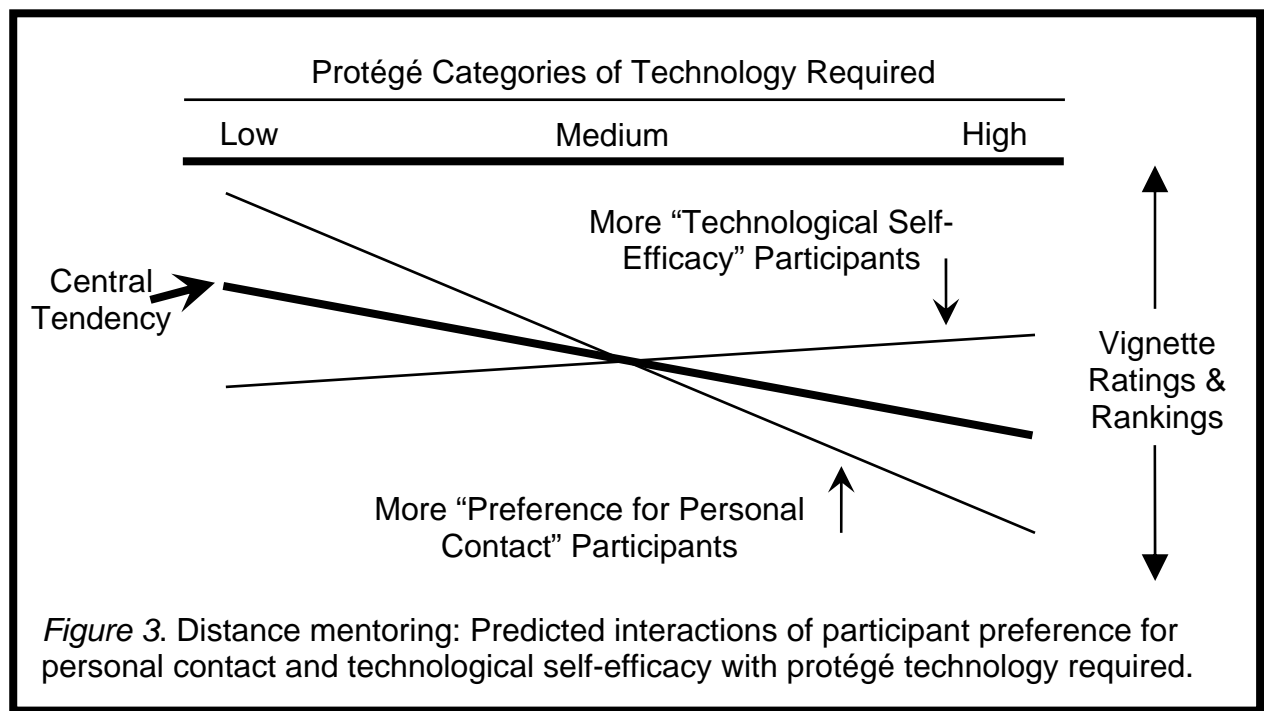 Protégé Categories of Technology Required
Low Medium High
More “Technological Self-
Efficacy” Participants
Central
Tendency
Vignette
Ratings &
Rankings
More “Preference for Personal
Contact” Participants
Figure 3. Distance mentoring: Predicted interactions of participant preference for
personal contact and technological self-efficacy with protégé technology required.